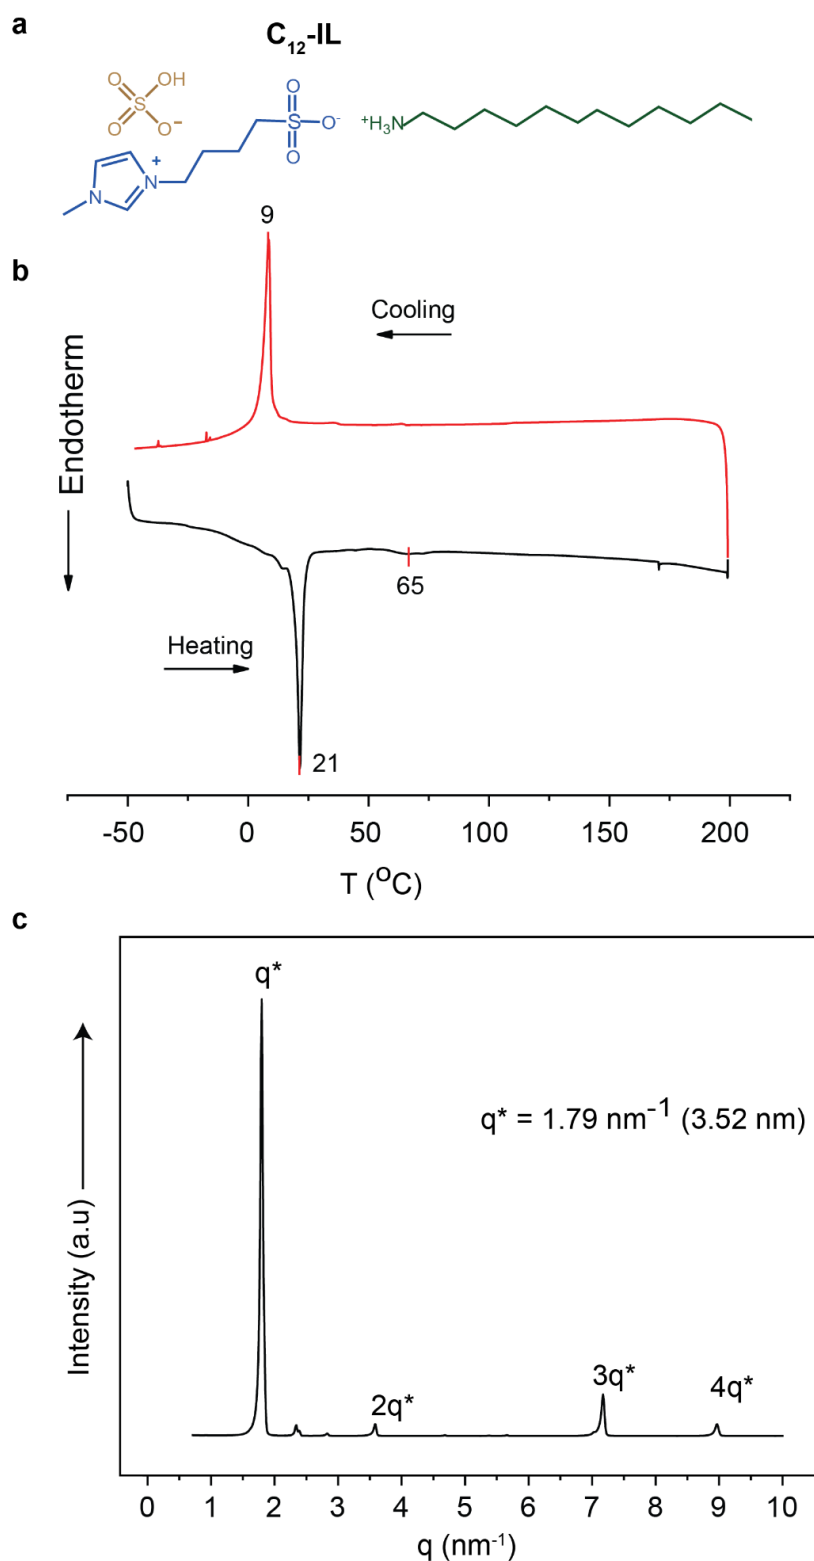 a
C₁₂-IL
O OH
S
O O⁻
O
S O⁻
O
⁺H₃N
+
N N
b
9
Cooling
Endotherm
65
Heating
21
-50 0 50 100 150 200
T (°C)
c
q*
q* = 1.79 nm⁻¹ (3.52 nm)
Intensity (a.u)
2q* 3q* 4q*
0 1 2 3 4 5 6 7 8 9 10
q (nm⁻¹)